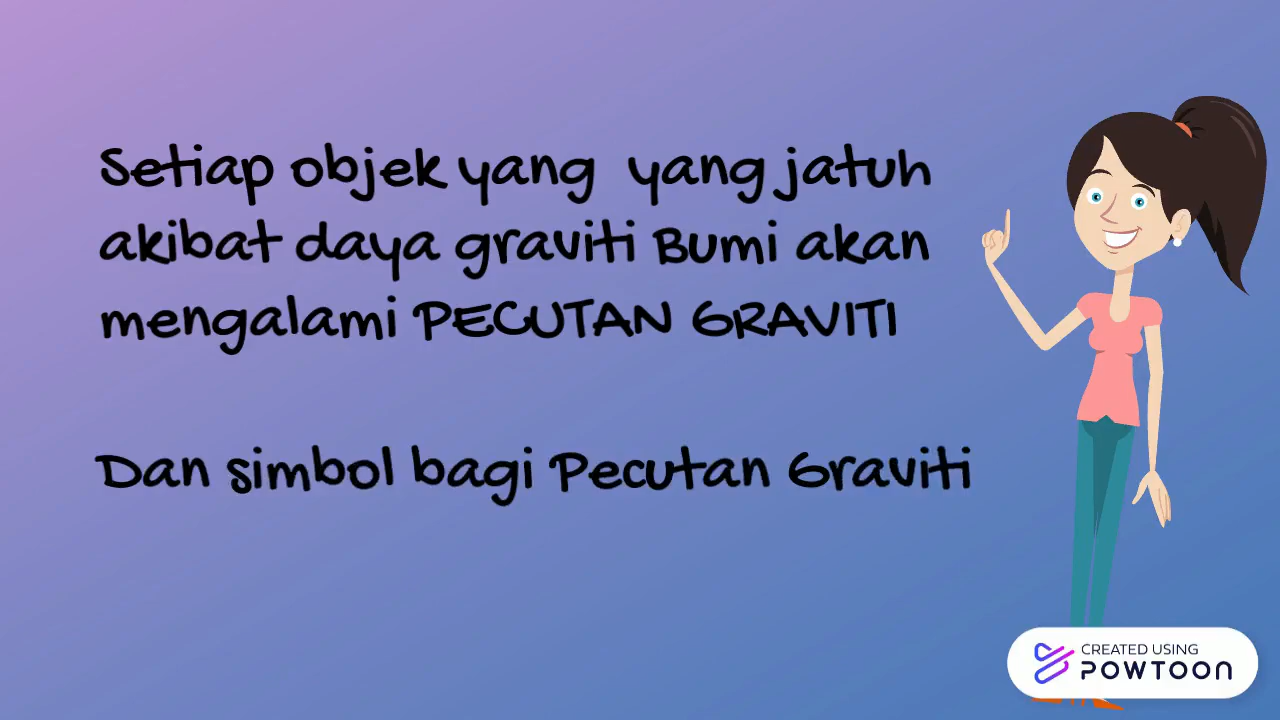 Setiap objek yang  yang jatuh
akibat daya graviti Bumi akan
mengalami PECUTAN GRAVITI
Dan simbol bagi Pecutan Graviti
CREATED USING
POWTOON